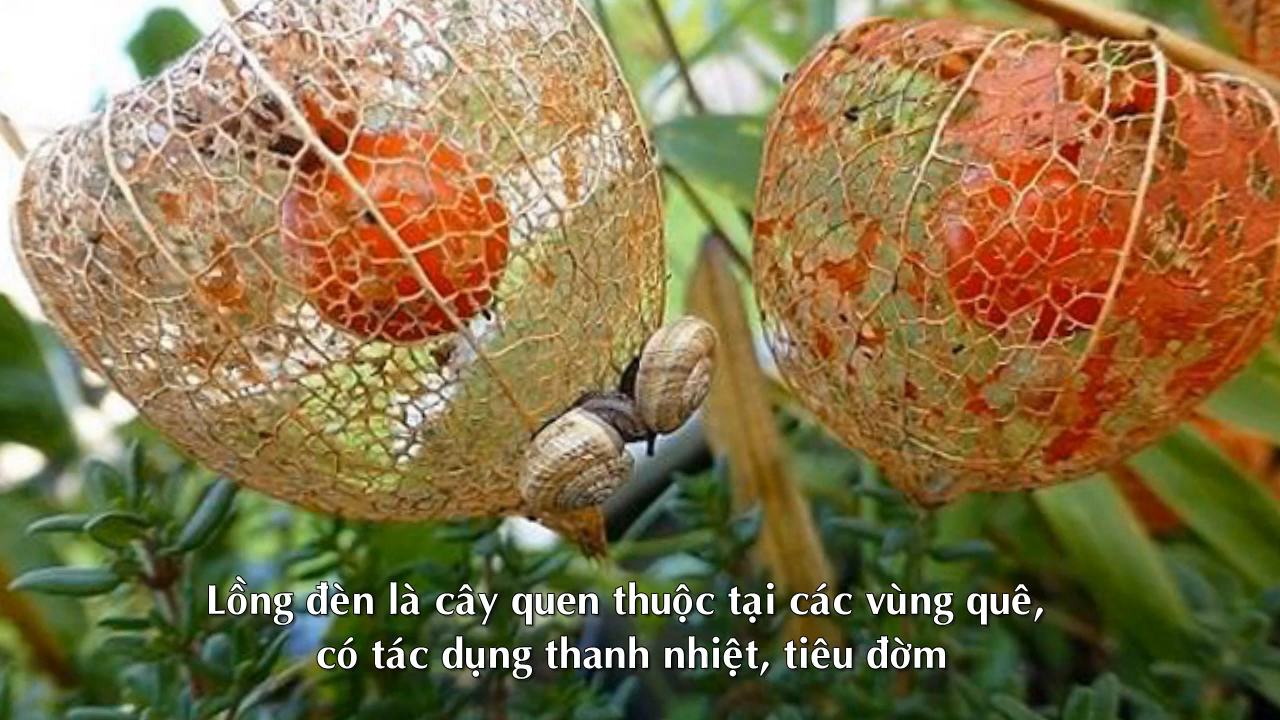 Lồng đèn là cây quen thuộc tại các vùng quê,
có tác dụng thanh nhiệt, tiêu đờm